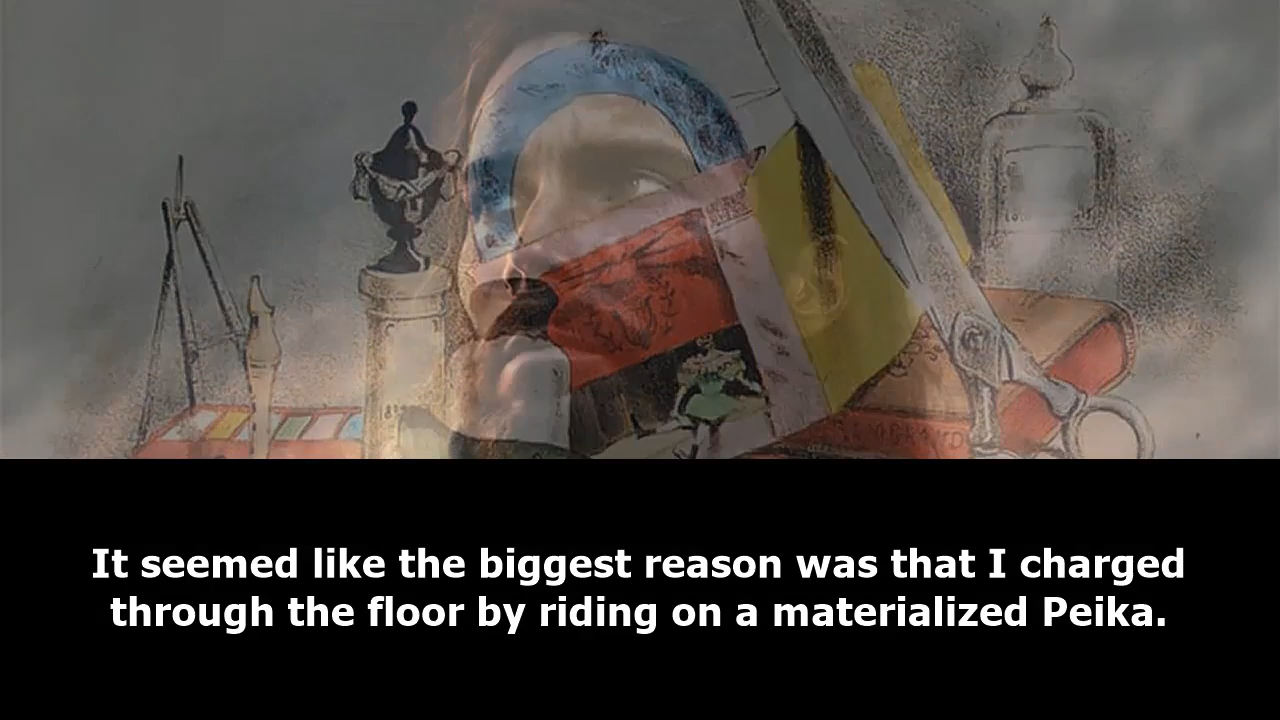 It seemed like the biggest reason was that I charged
through the floor by riding on a materialized Peika.